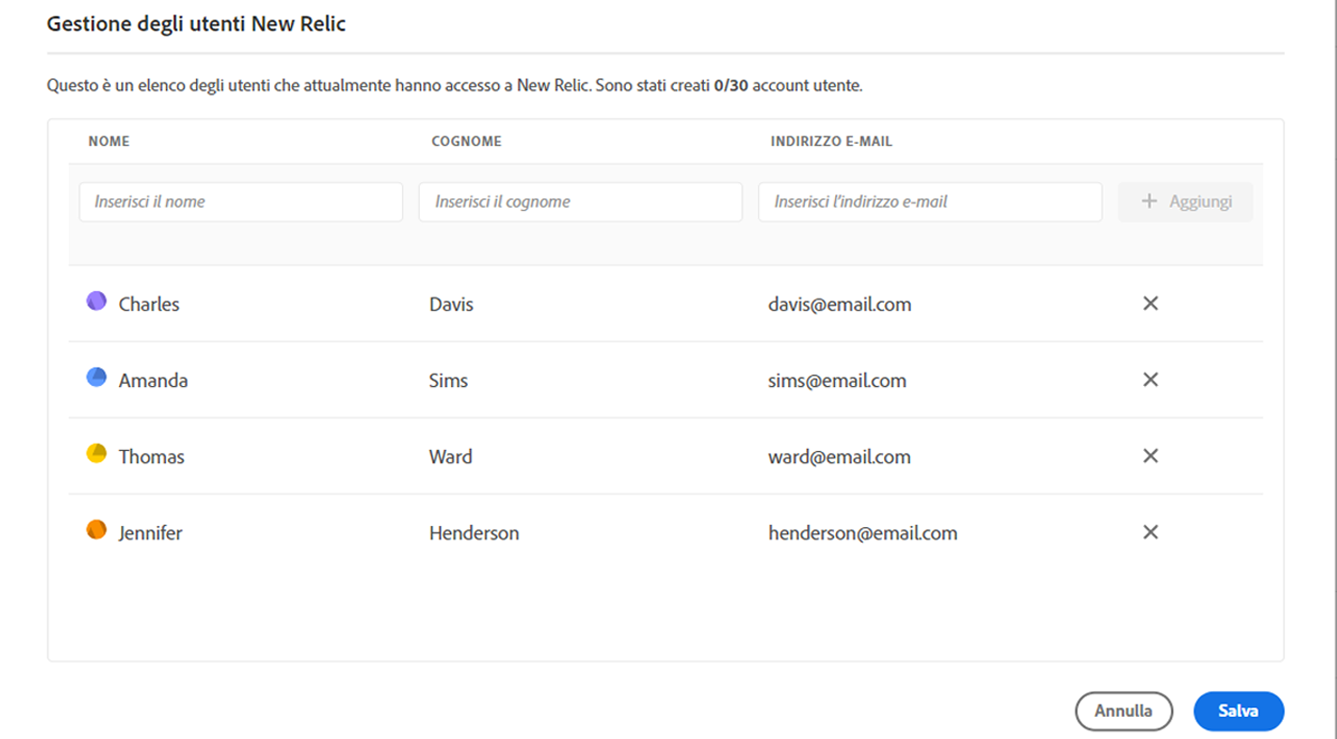 Gestione degli utenti New Relic
Questo è un elenco degli utenti che attualmente hanno accesso a New Relic. Sono stati creati 0/30 account utente.
NOME COGNOME INDIRIZZO E-MAIL
Inserisci il nome Inserisci il cognome Inserisci l'indirizzo e-mail + Aggiungi
Charles Davis davis@email.com
Amanda Sims sims@email.com
Thomas Ward ward@email.com
Jennifer Henderson henderson@email.com
Annulla Salva